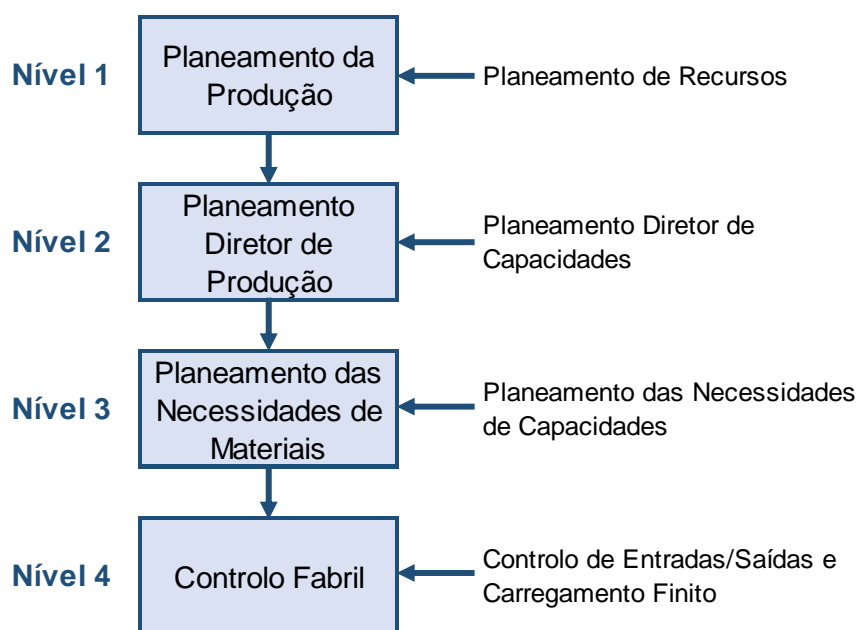 Nível 1
Planeamento da
Produção
Planeamento de Recursos
Nível 2
Planeamento
Diretor de
Produção
Planeamento Diretor de
Capacidades
Nível 3
Planeamento das
Necessidades de
Materiais
Planeamento das Necessidades
de Capacidades
Nível 4
Controlo Fabril
Controlo de Entradas/Saídas e
Carregamento Finito